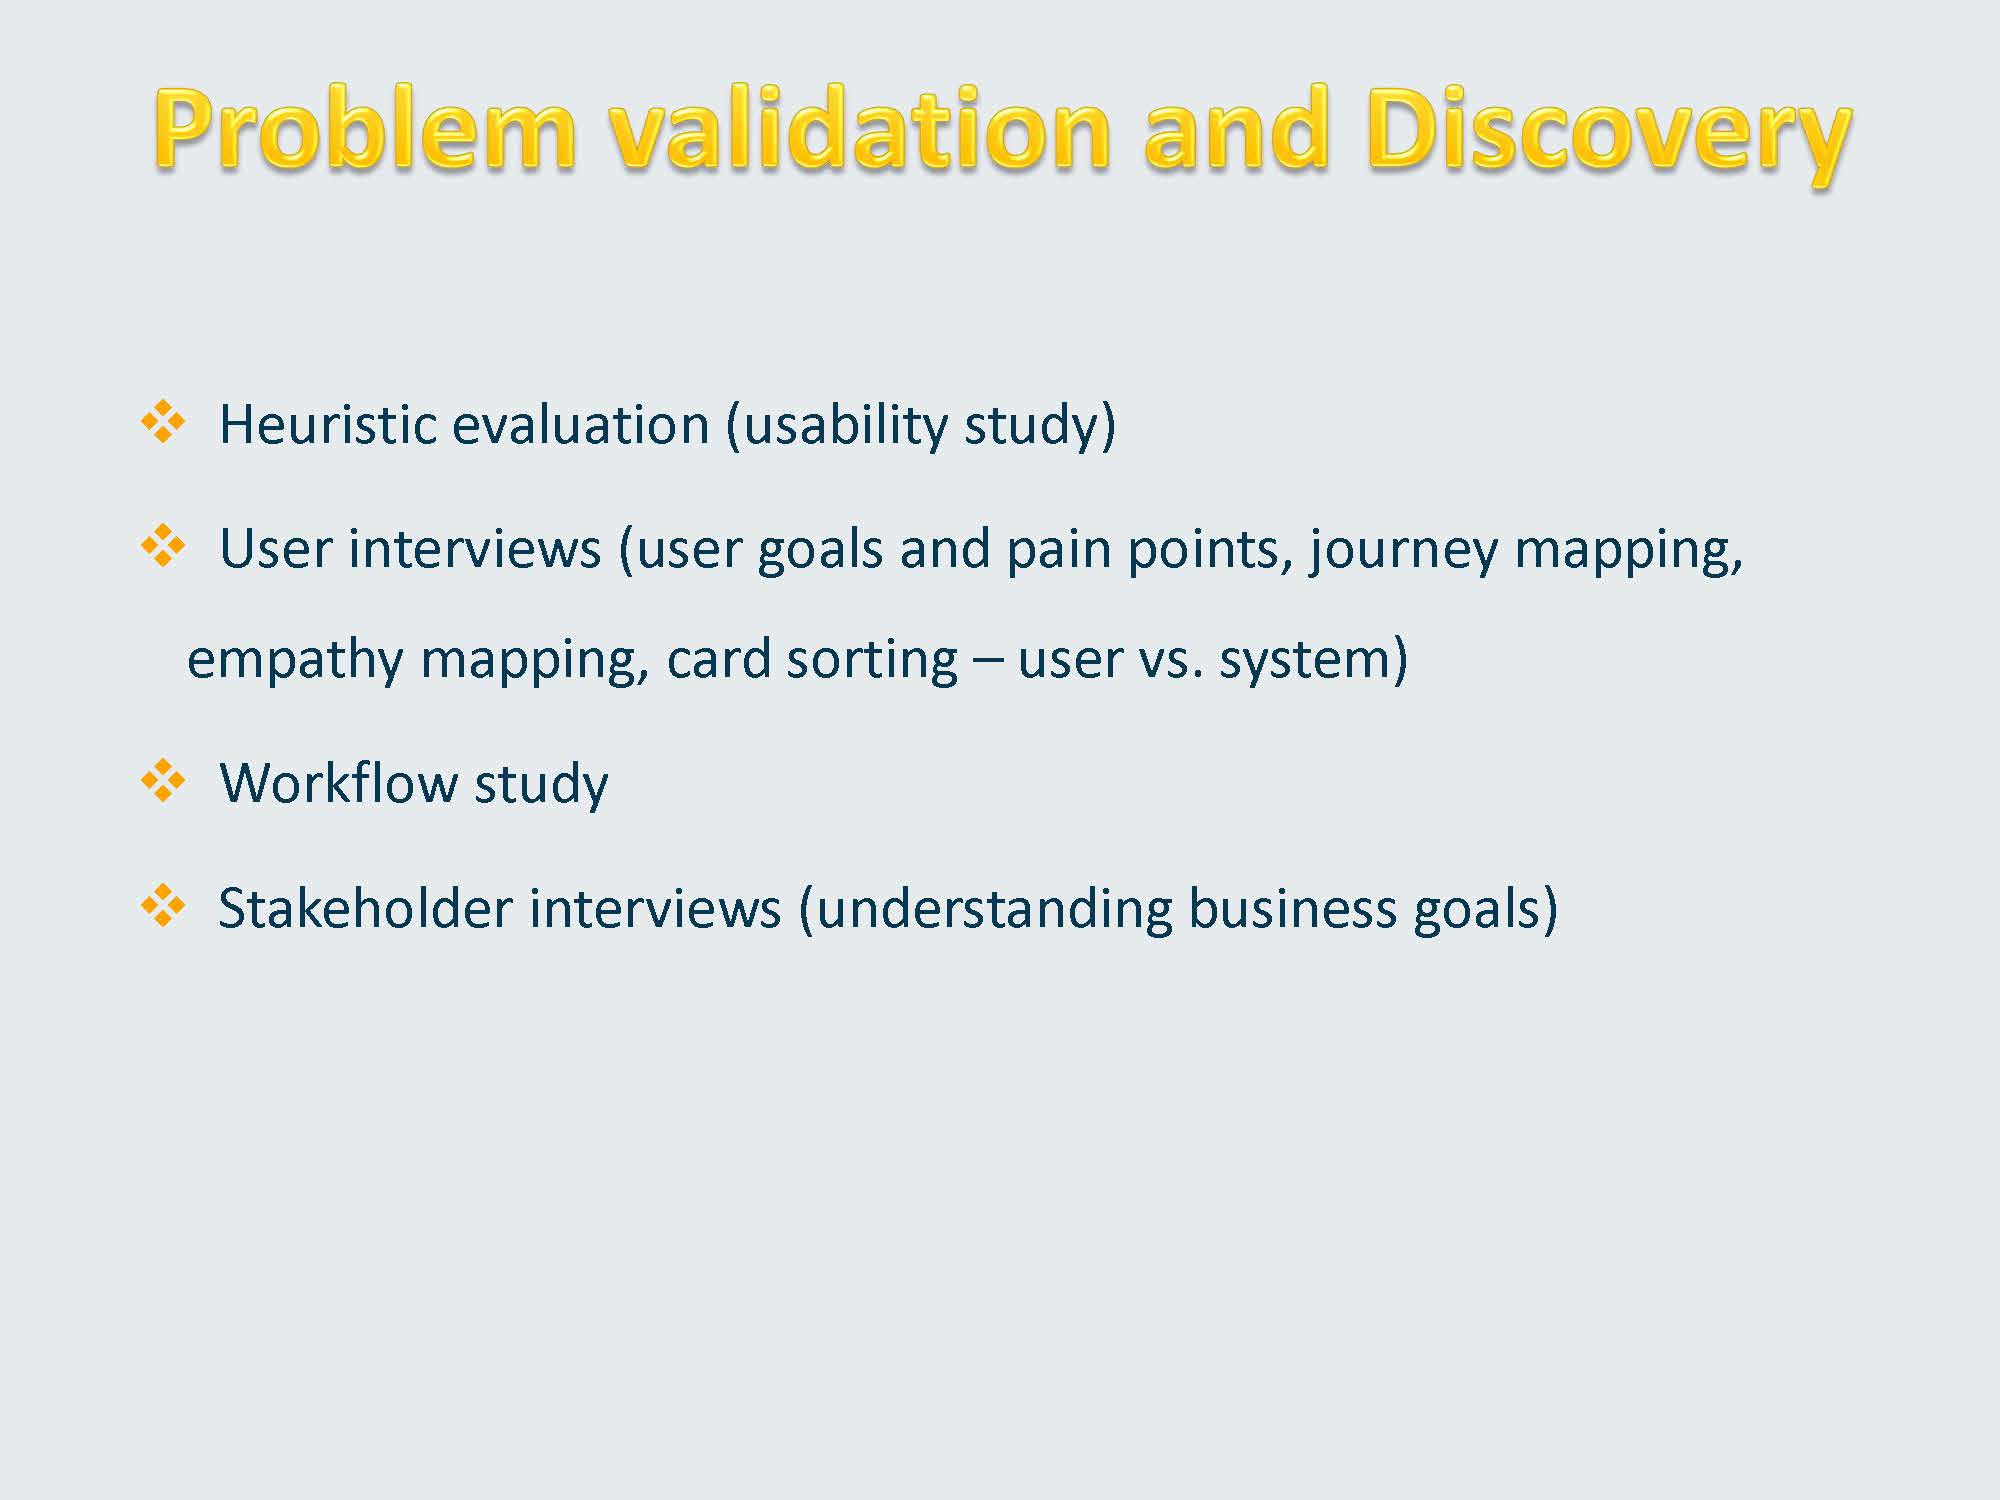 Problem validation and Discovery
❖ Heuristic evaluation (usability study)
❖ User interviews (user goals and pain points, journey mapping,
empathy mapping, card sorting – user vs. system)
❖ Workflow study
❖ Stakeholder interviews (understanding business goals)